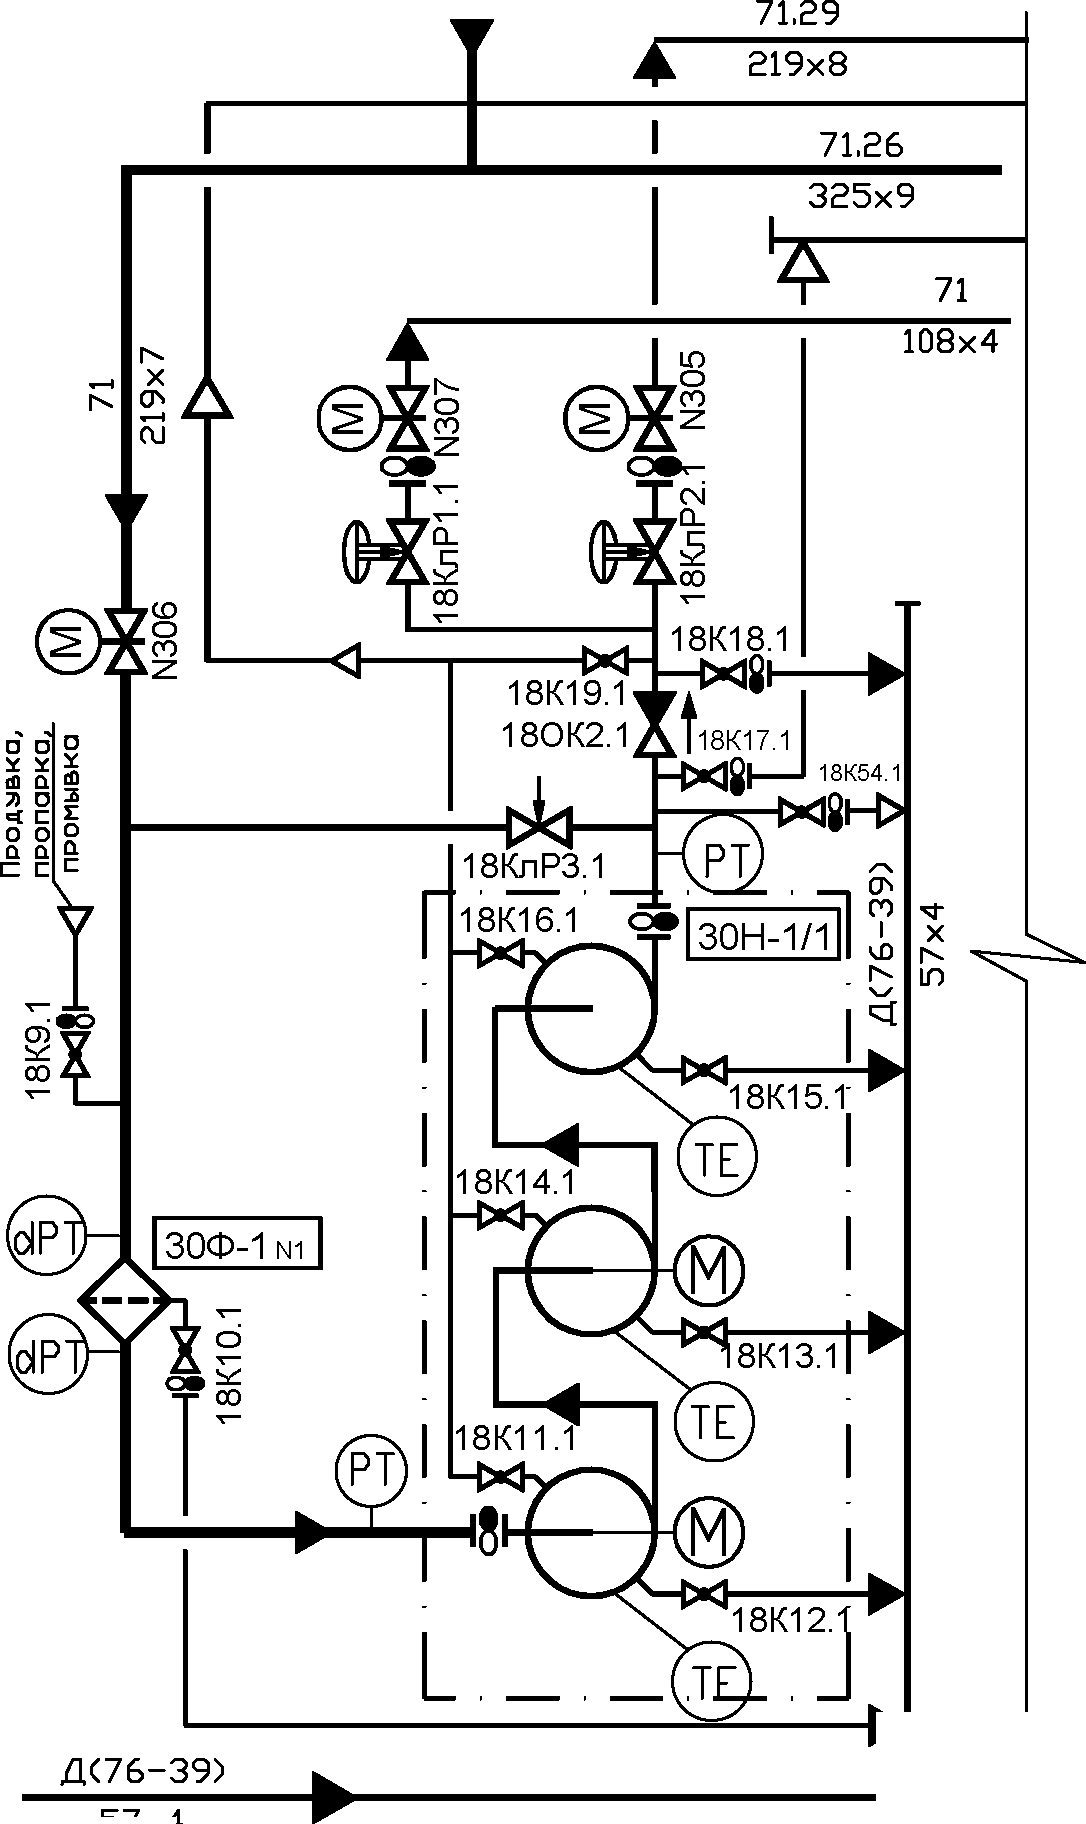 71.29
219x8
71.26
325x9
71
108x4
71
219x7
M
N307
M
N305
18КлР1.1
18КлР2.1
M
N306
18К18.1
18К19.1
18ОК2.1
18К17.1
18К54.1
Продувка,
пропарка,
промывка
18КлР3.1
PT
18К16.1
30Н-1/1
Д(76-39)
57x4
18К9.1
18К15.1
TE
18К14.1
dPT
30Ф-1 N1
M
dPT
18К10.1
18К13.1
TE
18К11.1
PT
M
18К12.1
TE
Д(76-39)